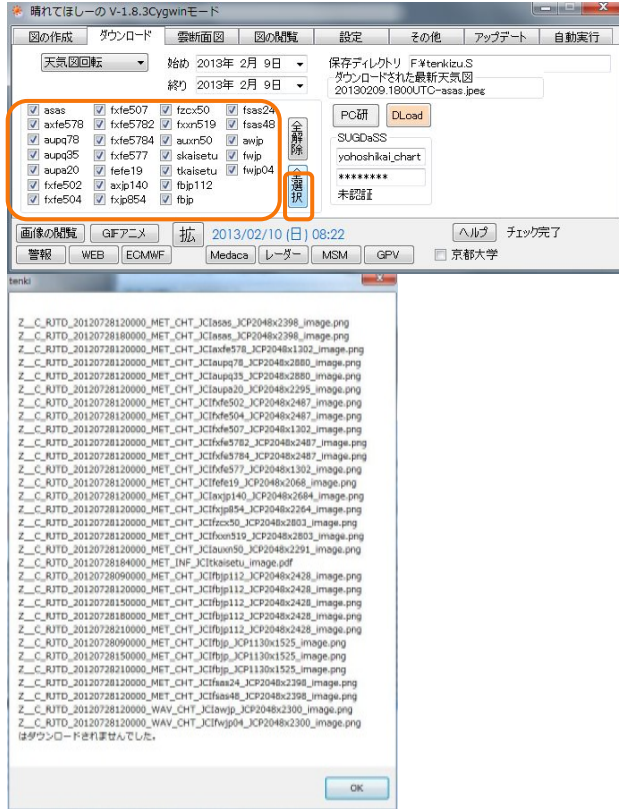 晴れてほしーの V-1.8.3Cygwinモード
図の作成 ダウンロード 雲断面図 図の閲覧 設定 その他 アップデート 自動実行
天気図回転 始め 2013年 2月 9日 保存ディレクトリ F:¥tenkizu.S
終り 2013年 2月 9日 ダウンロードされた最新天気図
20130209.1800UTC-asas.jpeg
asas fxfe507 fzcx50 fsas24
axfe578 fxfe5782 fxxn519 fsas48
aupq78 fxfe5784 auxn50 awjp
aupq35 fxfe577 skaisetu fwjp
aupa20 fefe19 tkaisetu fwjp04
fxfe502 axjp140 fbjp112
fxfe504 fxjp854 fbjp
全解除
全選択
PC研 DLoad
SUGDaSS
yohoshikai_chart
********
未認証
画像の閲覧 GIFアニメ 拡 2013/02/10 (日) 08:22 ヘルプ チェック完了
警報 WEB ECMWF Medaca レーダー MSM GPV 京都大学
tenki
Z__C_RJTD_20120728120000_MET_CHT_JCIasas_JCP2048x2398_image.png
Z__C_RJTD_20120728180000_MET_CHT_JCIasas_JCP2048x2398_image.png
Z__C_RJTD_20120728120000_MET_CHT_JCIaxfe578_JCP2048x1302_image.png
Z__C_RJTD_20120728120000_MET_CHT_JCIaupq78_JCP2048x2880_image.png
Z__C_RJTD_20120728120000_MET_CHT_JCIaupq35_JCP2048x2880_image.png
Z__C_RJTD_20120728120000_MET_CHT_JCIaupa20_JCP2048x2295_image.png
Z__C_RJTD_20120728120000_MET_CHT_JCIfxfe502_JCP2048x2487_image.png
Z__C_RJTD_20120728120000_MET_CHT_JCIfxfe504_JCP2048x2487_image.png
Z__C_RJTD_20120728120000_MET_CHT_JCIfxfe507_JCP2048x1302_image.png
Z__C_RJTD_20120728120000_MET_CHT_JCIfxfe5782_JCP2048x2487_image.png
Z__C_RJTD_20120728120000_MET_CHT_JCIfxfe5784_JCP2048x2487_image.png
Z__C_RJTD_20120728120000_MET_CHT_JCIfxfe577_JCP2048x1302_image.png
Z__C_RJTD_20120728120000_MET_CHT_JCIfefe19_JCP2048x2068_image.png
Z__C_RJTD_20120728120000_MET_CHT_JCIaxjp140_JCP2048x2684_image.png
Z__C_RJTD_20120728120000_MET_CHT_JCIfxjp854_JCP2048x2264_image.png
Z__C_RJTD_20120728120000_MET_CHT_JCIfzcx50_JCP2048x2803_image.png
Z__C_RJTD_20120728120000_MET_CHT_JCIfxxn519_JCP2048x2803_image.png
Z__C_RJTD_20120728120000_MET_CHT_JCIauxn50_JCP2048x2291_image.png
Z__C_RJTD_20120728184000_MET_INF_JCItkaisetu_image.pdf
Z__C_RJTD_20120728090000_MET_CHT_JCIfbjp112_JCP2048x2428_image.png
Z__C_RJTD_20120728120000_MET_CHT_JCIfbjp112_JCP2048x2428_image.png
Z__C_RJTD_20120728150000_MET_CHT_JCIfbjp112_JCP2048x2428_image.png
Z__C_RJTD_20120728180000_MET_CHT_JCIfbjp112_JCP2048x2428_image.png
Z__C_RJTD_20120728210000_MET_CHT_JCIfbjp112_JCP2048x2428_image.png
Z__C_RJTD_20120728090000_MET_CHT_JCIfbjp_JCP1130x1525_image.png
Z__C_RJTD_20120728150000_MET_CHT_JCIfbjp_JCP1130x1525_image.png
Z__C_RJTD_20120728210000_MET_CHT_JCIfbjp_JCP1130x1525_image.png
Z__C_RJTD_20120728120000_MET_CHT_JCIfsas24_JCP2048x2398_image.png
Z__C_RJTD_20120728120000_MET_CHT_JCIfsas48_JCP2048x2398_image.png
Z__C_RJTD_20120728120000_WAV_CHT_JCIawjp_JCP2048x2300_image.png
Z__C_RJTD_20120728120000_WAV_CHT_JCIfwjp04_JCP2048x2300_image.png
はダウンロードされませんでした。
OK